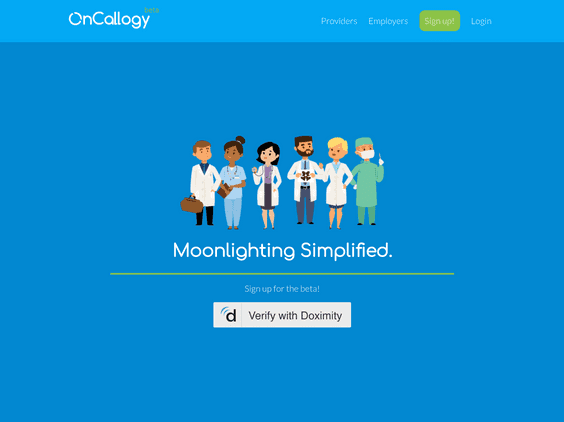 OnCallogy beta
Providers Employers Sign up! Login
Moonlighting Simplified.
Sign up for the beta!
d Verify with Doximity